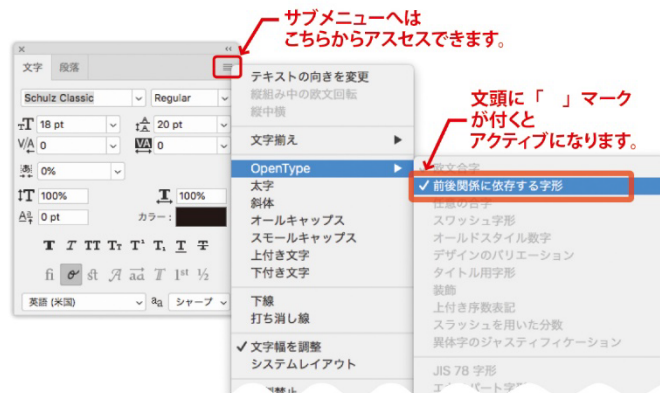 サブメニューへは
こちらからアスセスできます。
文字 段落
Schulz Classic Regular
18 pt 20 pt
V/A 0 VA 0
0%
100% 100%
0 pt カラー：
T T TT Tт T¹ T₁ T T
fi st A ad T 1st ½
英語 (米国) aa シャープ
テキストの向きを変更
縦組み中の欧文回転
縦中横
文字揃え
OpenType
太字
斜体
オールキャップス
スモールキャップス
上付き文字
下付き文字
下線
打ち消し線
✓ 文字幅を調整
システムレイアウト
文頭に「　」マーク
が付くと
アクティブになります。
欧文合字
✓ 前後関係に依存する字形
任意の合字
スワッシュ字形
オールドスタイル数字
デザインのバリエーション
タイトル用字形
装飾
上付き序数表記
スラッシュを用いた分数
異体字のジャスティフィケーション
JIS 78 字形